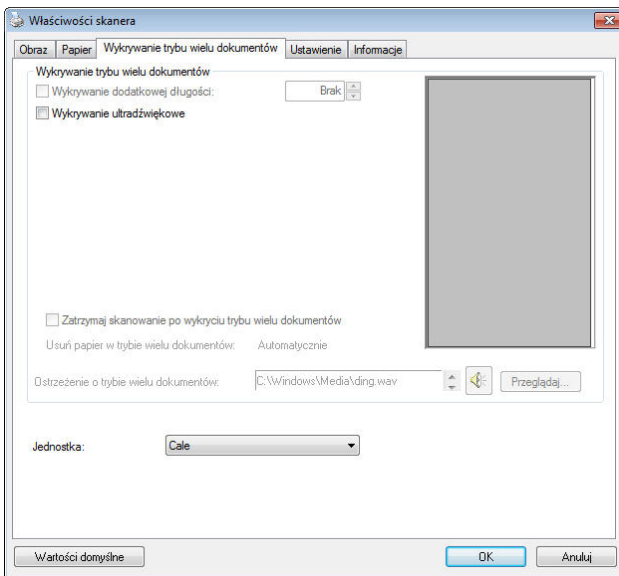 Właściwości skanera
Obraz Papier Wykrywanie trybu wielu dokumentów Ustawienie Informacje
Wykrywanie trybu wielu dokumentów
Wykrywanie dodatkowej długości: Brak
Wykrywanie ultradźwiękowe
Zatrzymaj skanowanie po wykryciu trybu wielu dokumentów
Usuń papier w trybie wielu dokumentów: Automatycznie
Ostrzeżenie o trybie wielu dokumentów: C:\Windows\Media\ding.wav Przeglądaj...
Jednostka: Cale
Wartości domyślne OK Anuluj